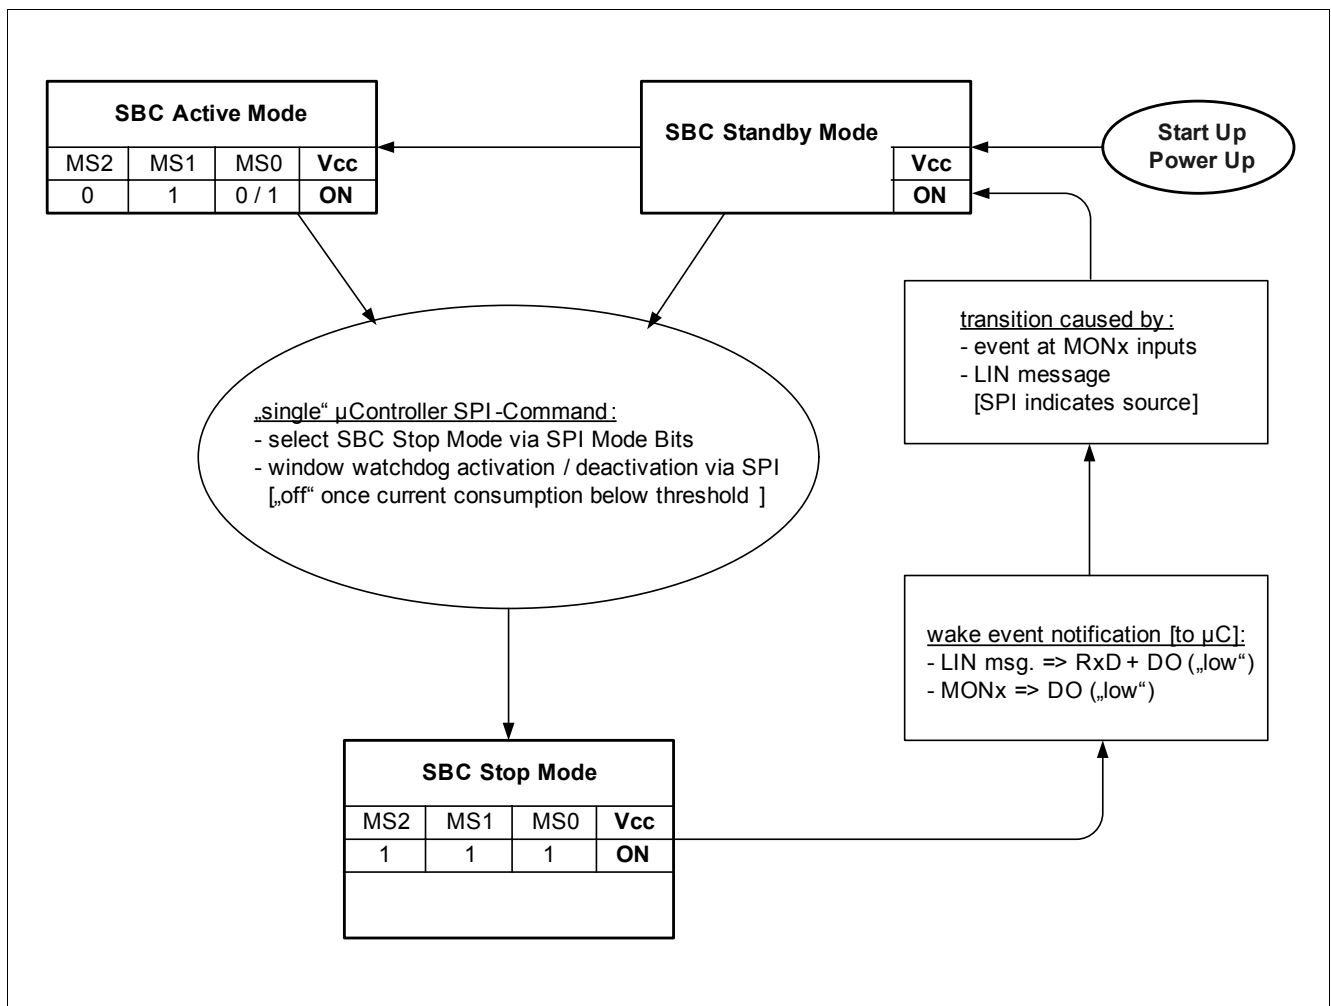 SBC Active Mode
MS2 MS1 MS0 Vcc
0 1 0 / 1 ON
SBC Standby Mode
Vcc
ON
Start Up
Power Up
transition caused by:
- event at MONx inputs
- LIN message
[SPI indicates source]
„single“ µController SPI-Command:
- select SBC Stop Mode via SPI Mode Bits
- window watchdog activation / deactivation via SPI
[„off“ once current consumption below threshold ]
wake event notification [to µC]:
- LIN msg. => RxD + DO („low“)
- MONx => DO („low“)
SBC Stop Mode
MS2 MS1 MS0 Vcc
1 1 1 ON